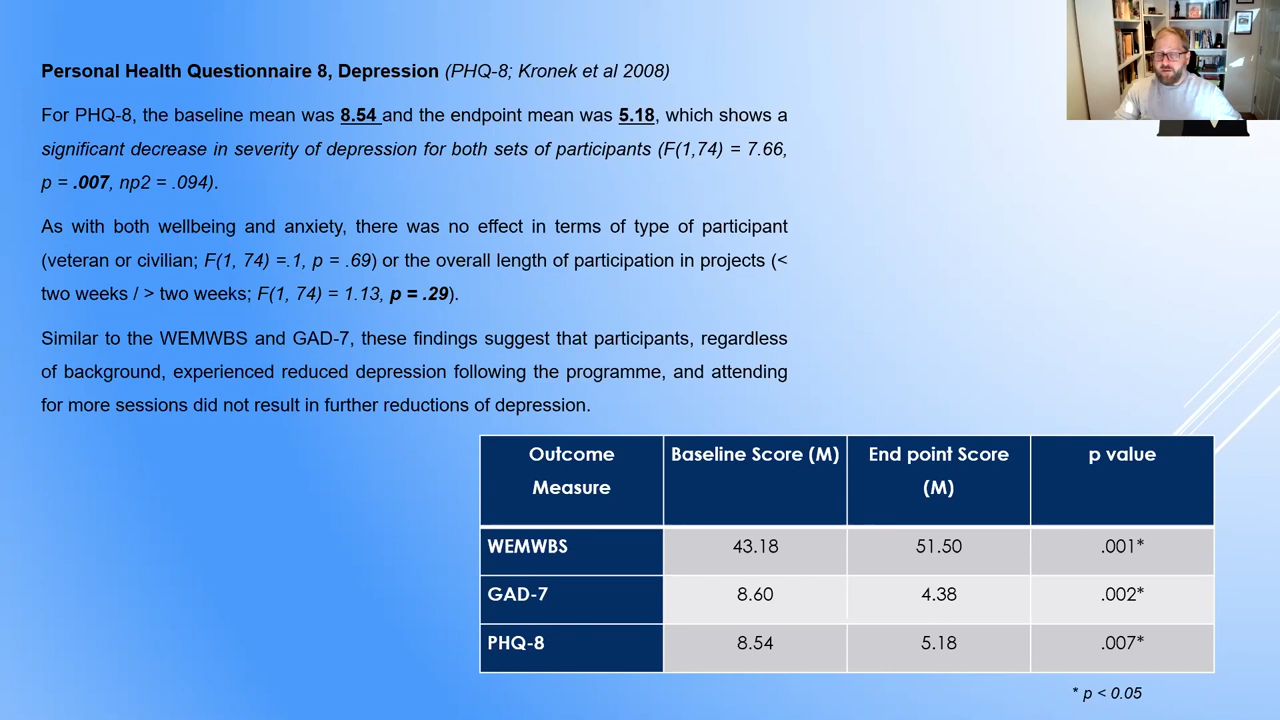 Personal Health Questionnaire 8, Depression (PHQ-8; Kronek et al 2008)
For PHQ-8, the baseline mean was 8.54 and the endpoint mean was 5.18, which shows a
significant decrease in severity of depression for both sets of participants (F(1,74) = 7.66,
p = .007, np2 = .094).
As with both wellbeing and anxiety, there was no effect in terms of type of participant
(veteran or civilian; F(1, 74) =.1, p = .69) or the overall length of participation in projects (<
two weeks / > two weeks; F(1, 74) = 1.13, p = .29).
Similar to the WEMWBS and GAD-7, these findings suggest that participants, regardless
of background, experienced reduced depression following the programme, and attending
for more sessions did not result in further reductions of depression.
Outcome Measure Baseline Score (M) End point Score (M) p value
WEMWBS 43.18 51.50 .001*
GAD-7 8.60 4.38 .002*
PHQ-8 8.54 5.18 .007*
* p < 0.05